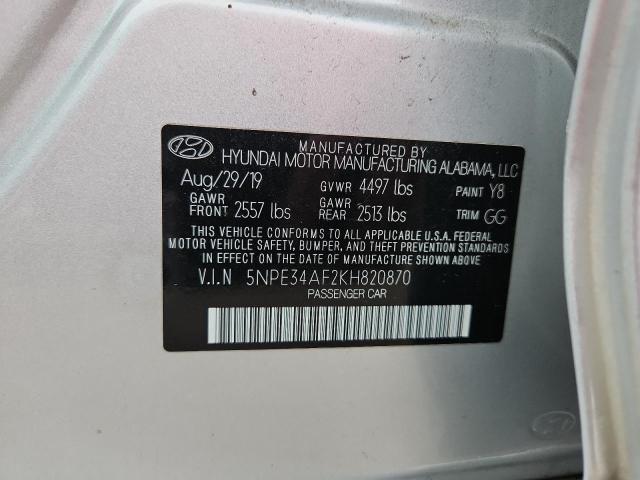 MANUFACTURED BY
HYUNDAI MOTOR MANUFACTURING ALABAMA, LLC
Aug/29/19 GVWR 4497 lbs PAINT Y8
GAWR FRONT 2557 lbs GAWR REAR 2513 lbs TRIM GG
THIS VEHICLE CONFORMS TO ALL APPLICABLE U.S.A. FEDERAL
MOTOR VEHICLE SAFETY, BUMPER, AND THEFT PREVENTION STANDARDS
IN EFFECT ON THE DATE OF MANUFACTURE SHOWN ABOVE.
V.I.N 5NPE34AF2KH820870
PASSENGER CAR